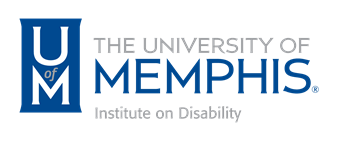 U
of
M
THE UNIVERSITY OF
MEMPHIS®
Institute on Disability